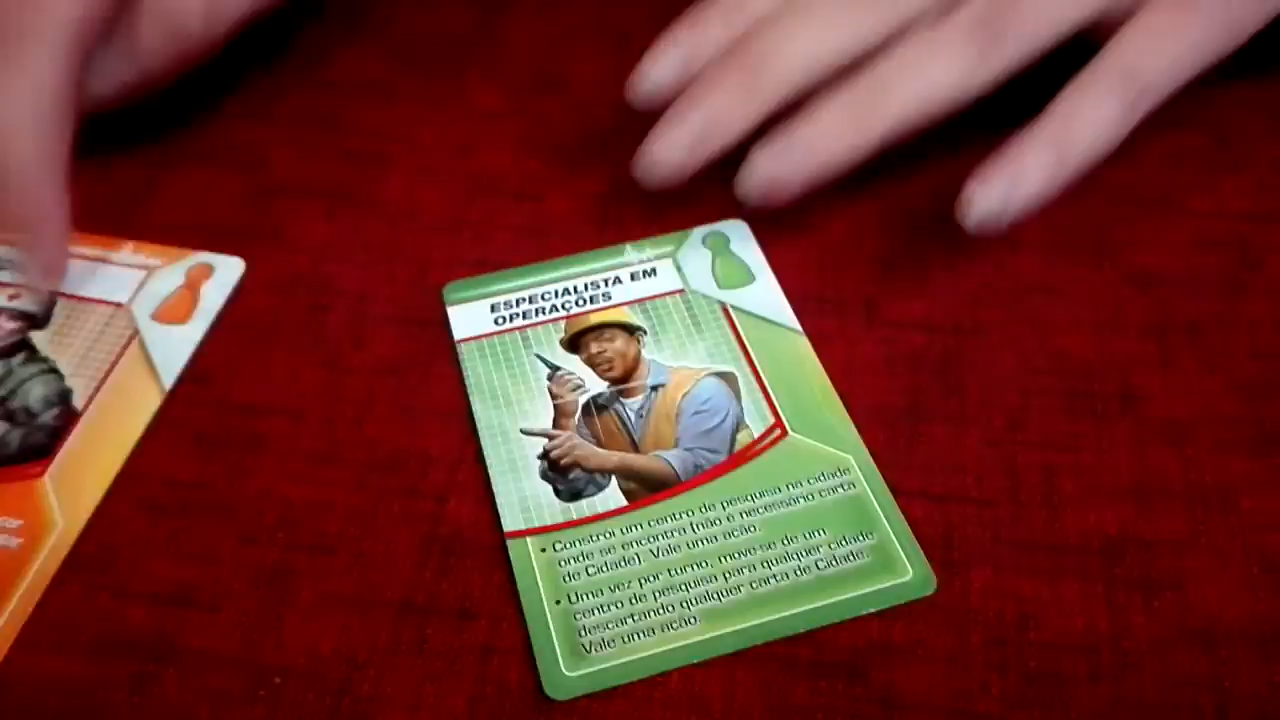 ESPECIALISTA EM
OPERAÇÕES
• Constrói um centro de pesquisa na cidade
onde se encontra (não é necessário carta
de Cidade). Vale uma ação.
• Uma vez por turno, move-se de um
centro de pesquisa para qualquer cidade
descartando qualquer carta de Cidade.
Vale uma ação.